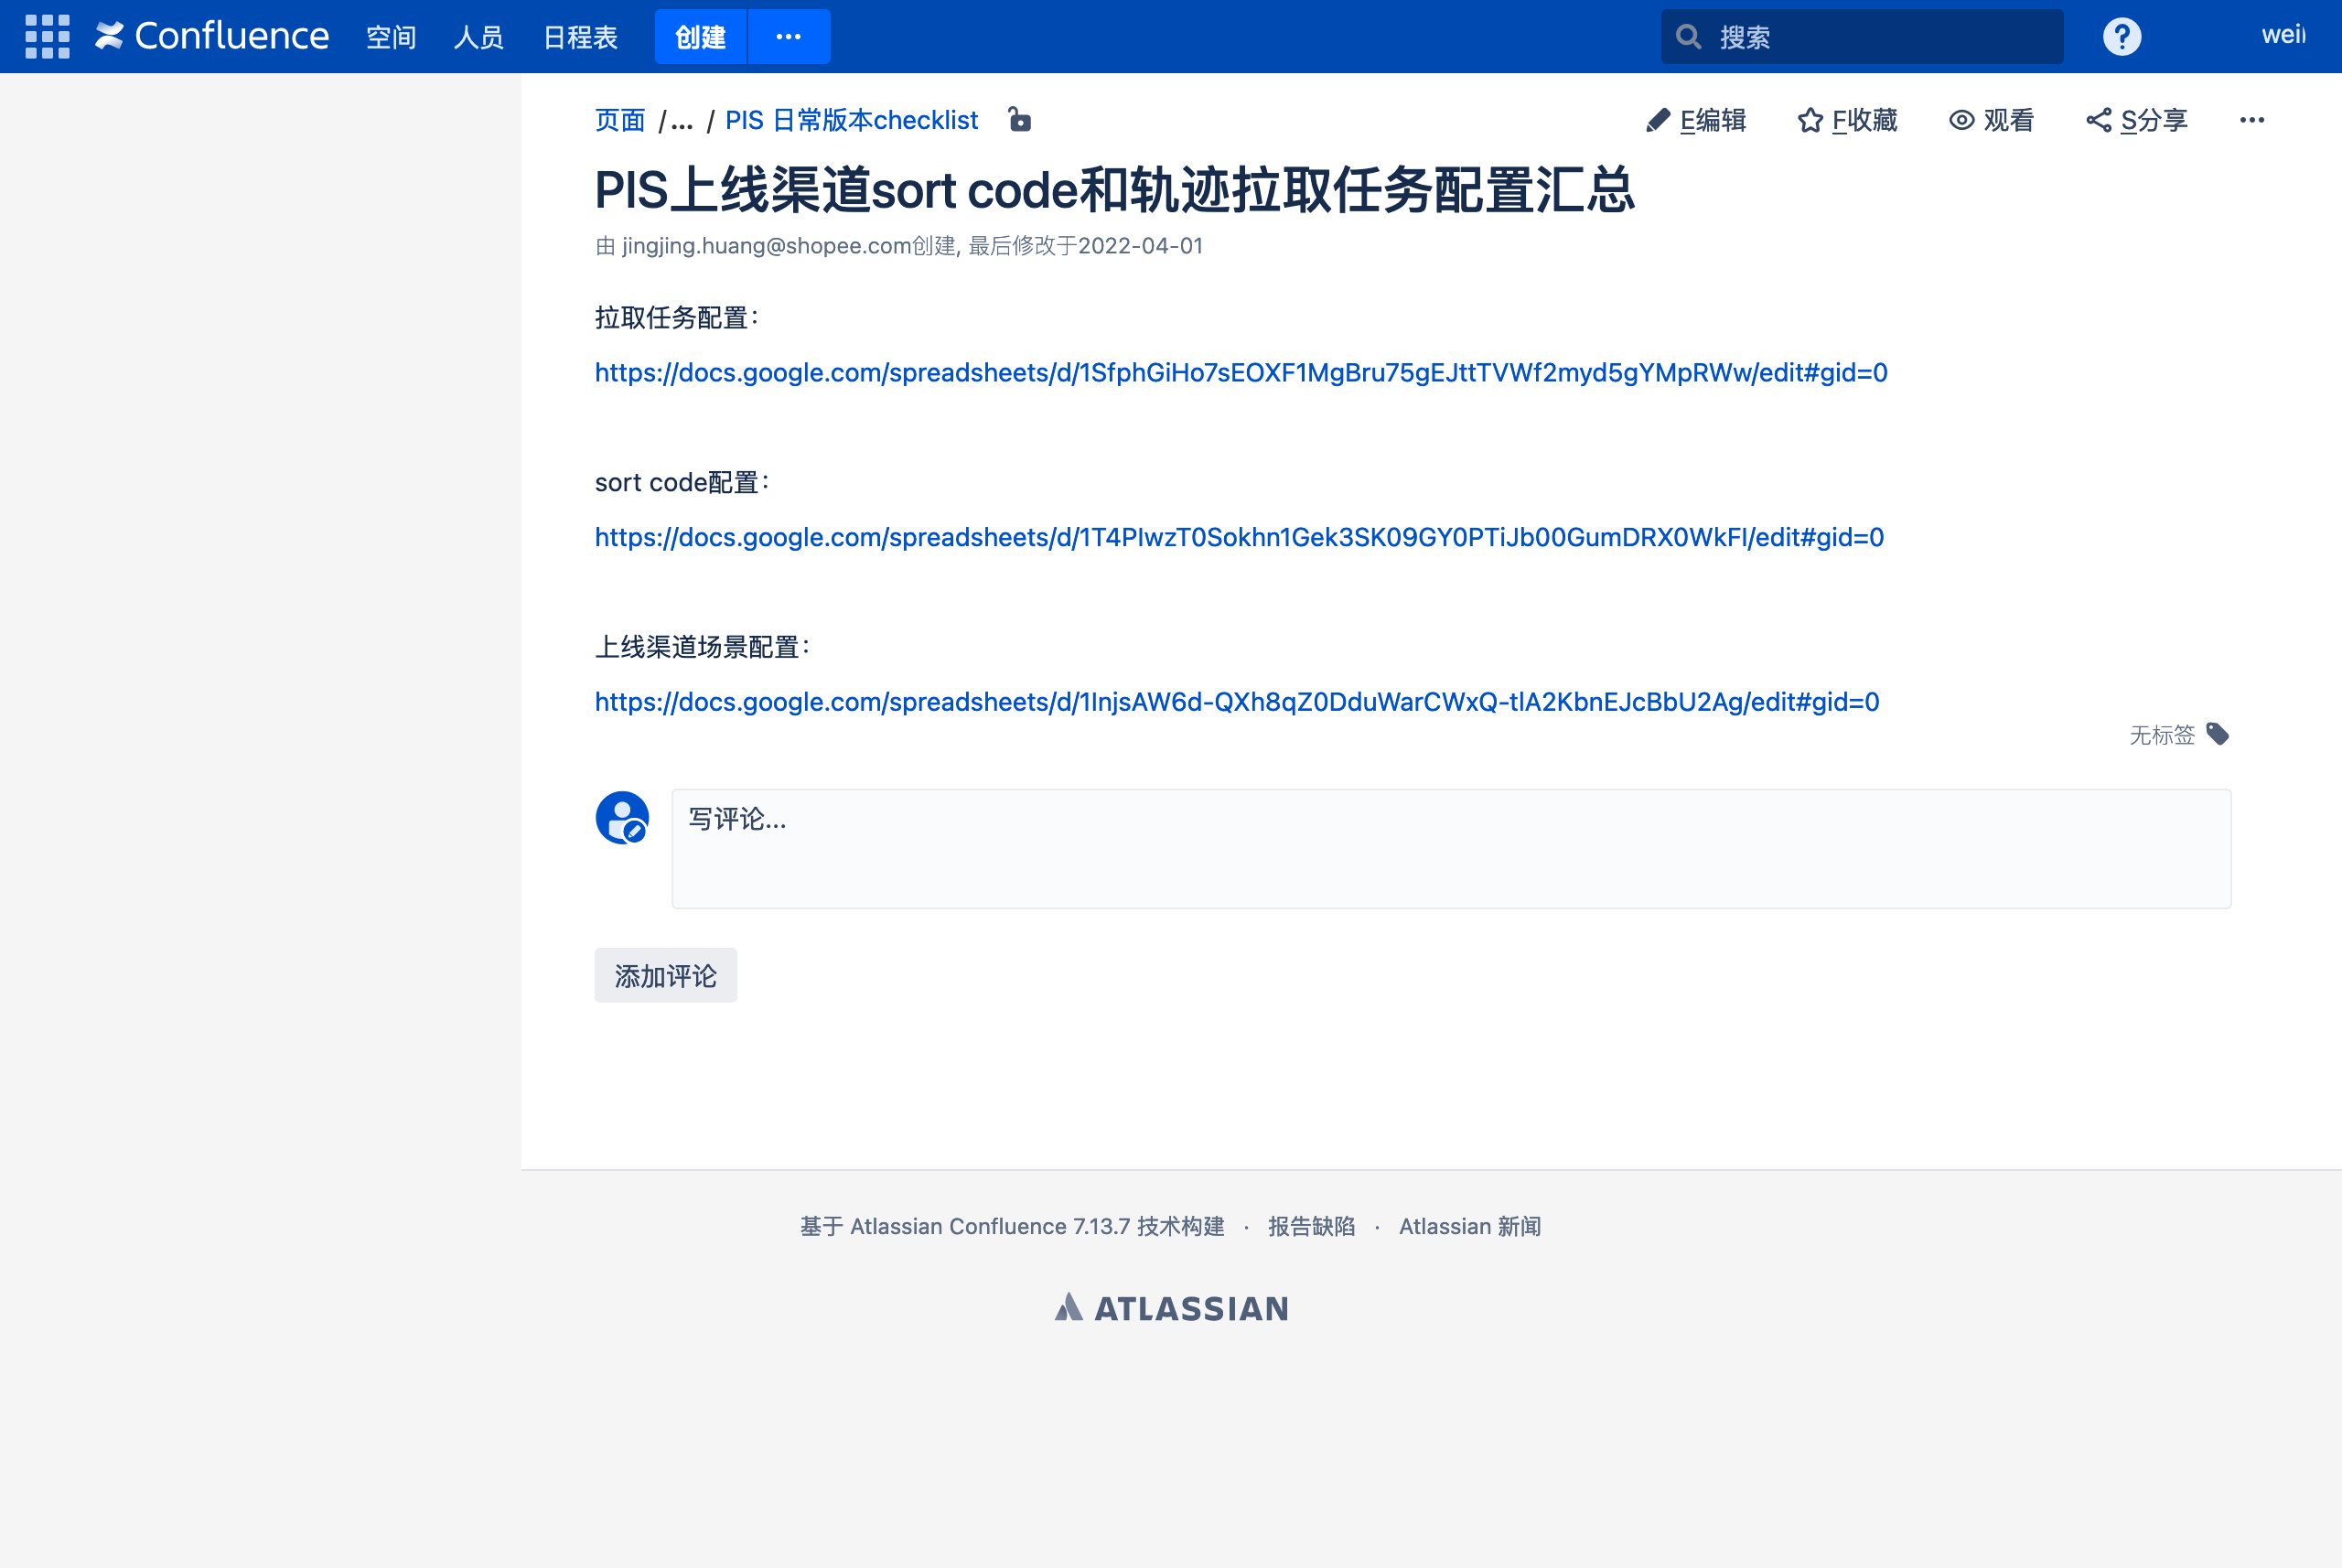 Confluence 空间 人员 日程表 创建 ··· 搜索 ? wei
页面 /... / PIS 日常版本checklist E编辑 F收藏 观看 S分享 ···
PIS上线渠道sort code和轨迹拉取任务配置汇总
由 jingjing.huang@shopee.com创建, 最后修改于2022-04-01
拉取任务配置：
https://docs.google.com/spreadsheets/d/1SfphGiHo7sEOXF1MgBru75gEJttTVWf2myd5gYMpRWw/edit#gid=0
sort code配置：
https://docs.google.com/spreadsheets/d/1T4PIwzT0Sokhn1Gek3SK09GY0PTiJb00GumDRX0WkFI/edit#gid=0
上线渠道场景配置：
https://docs.google.com/spreadsheets/d/1InjsAW6d-QXh8qZ0DduWarCWxQ-tlA2KbnEJcBbU2Ag/edit#gid=0
无标签
写评论...
添加评论
基于 Atlassian Confluence 7.13.7 技术构建 · 报告缺陷 · Atlassian 新闻
ATLASSIAN